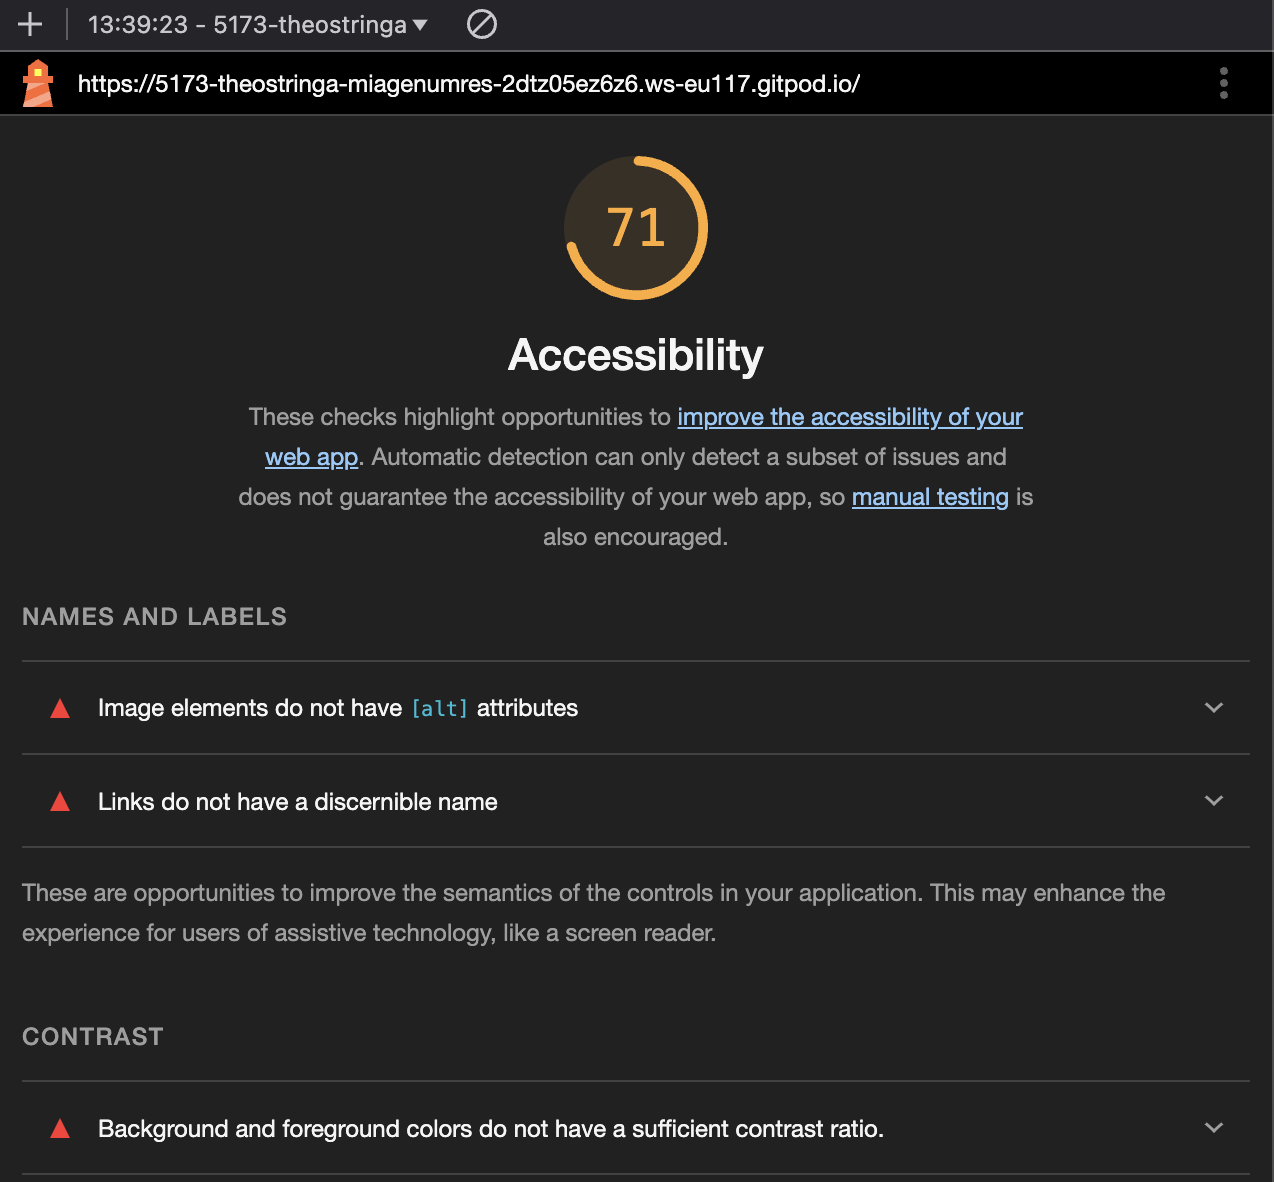 13:39:23 - 5173-theostringa
https://5173-theostringa-miagenumres-2dtz05ez6z6.ws-eu117.gitpod.io/
71
Accessibility
These checks highlight opportunities to improve the accessibility of your
web app. Automatic detection can only detect a subset of issues and
does not guarantee the accessibility of your web app, so manual testing is
also encouraged.
NAMES AND LABELS
Image elements do not have [alt] attributes
Links do not have a discernible name
These are opportunities to improve the semantics of the controls in your application. This may enhance the
experience for users of assistive technology, like a screen reader.
CONTRAST
Background and foreground colors do not have a sufficient contrast ratio.